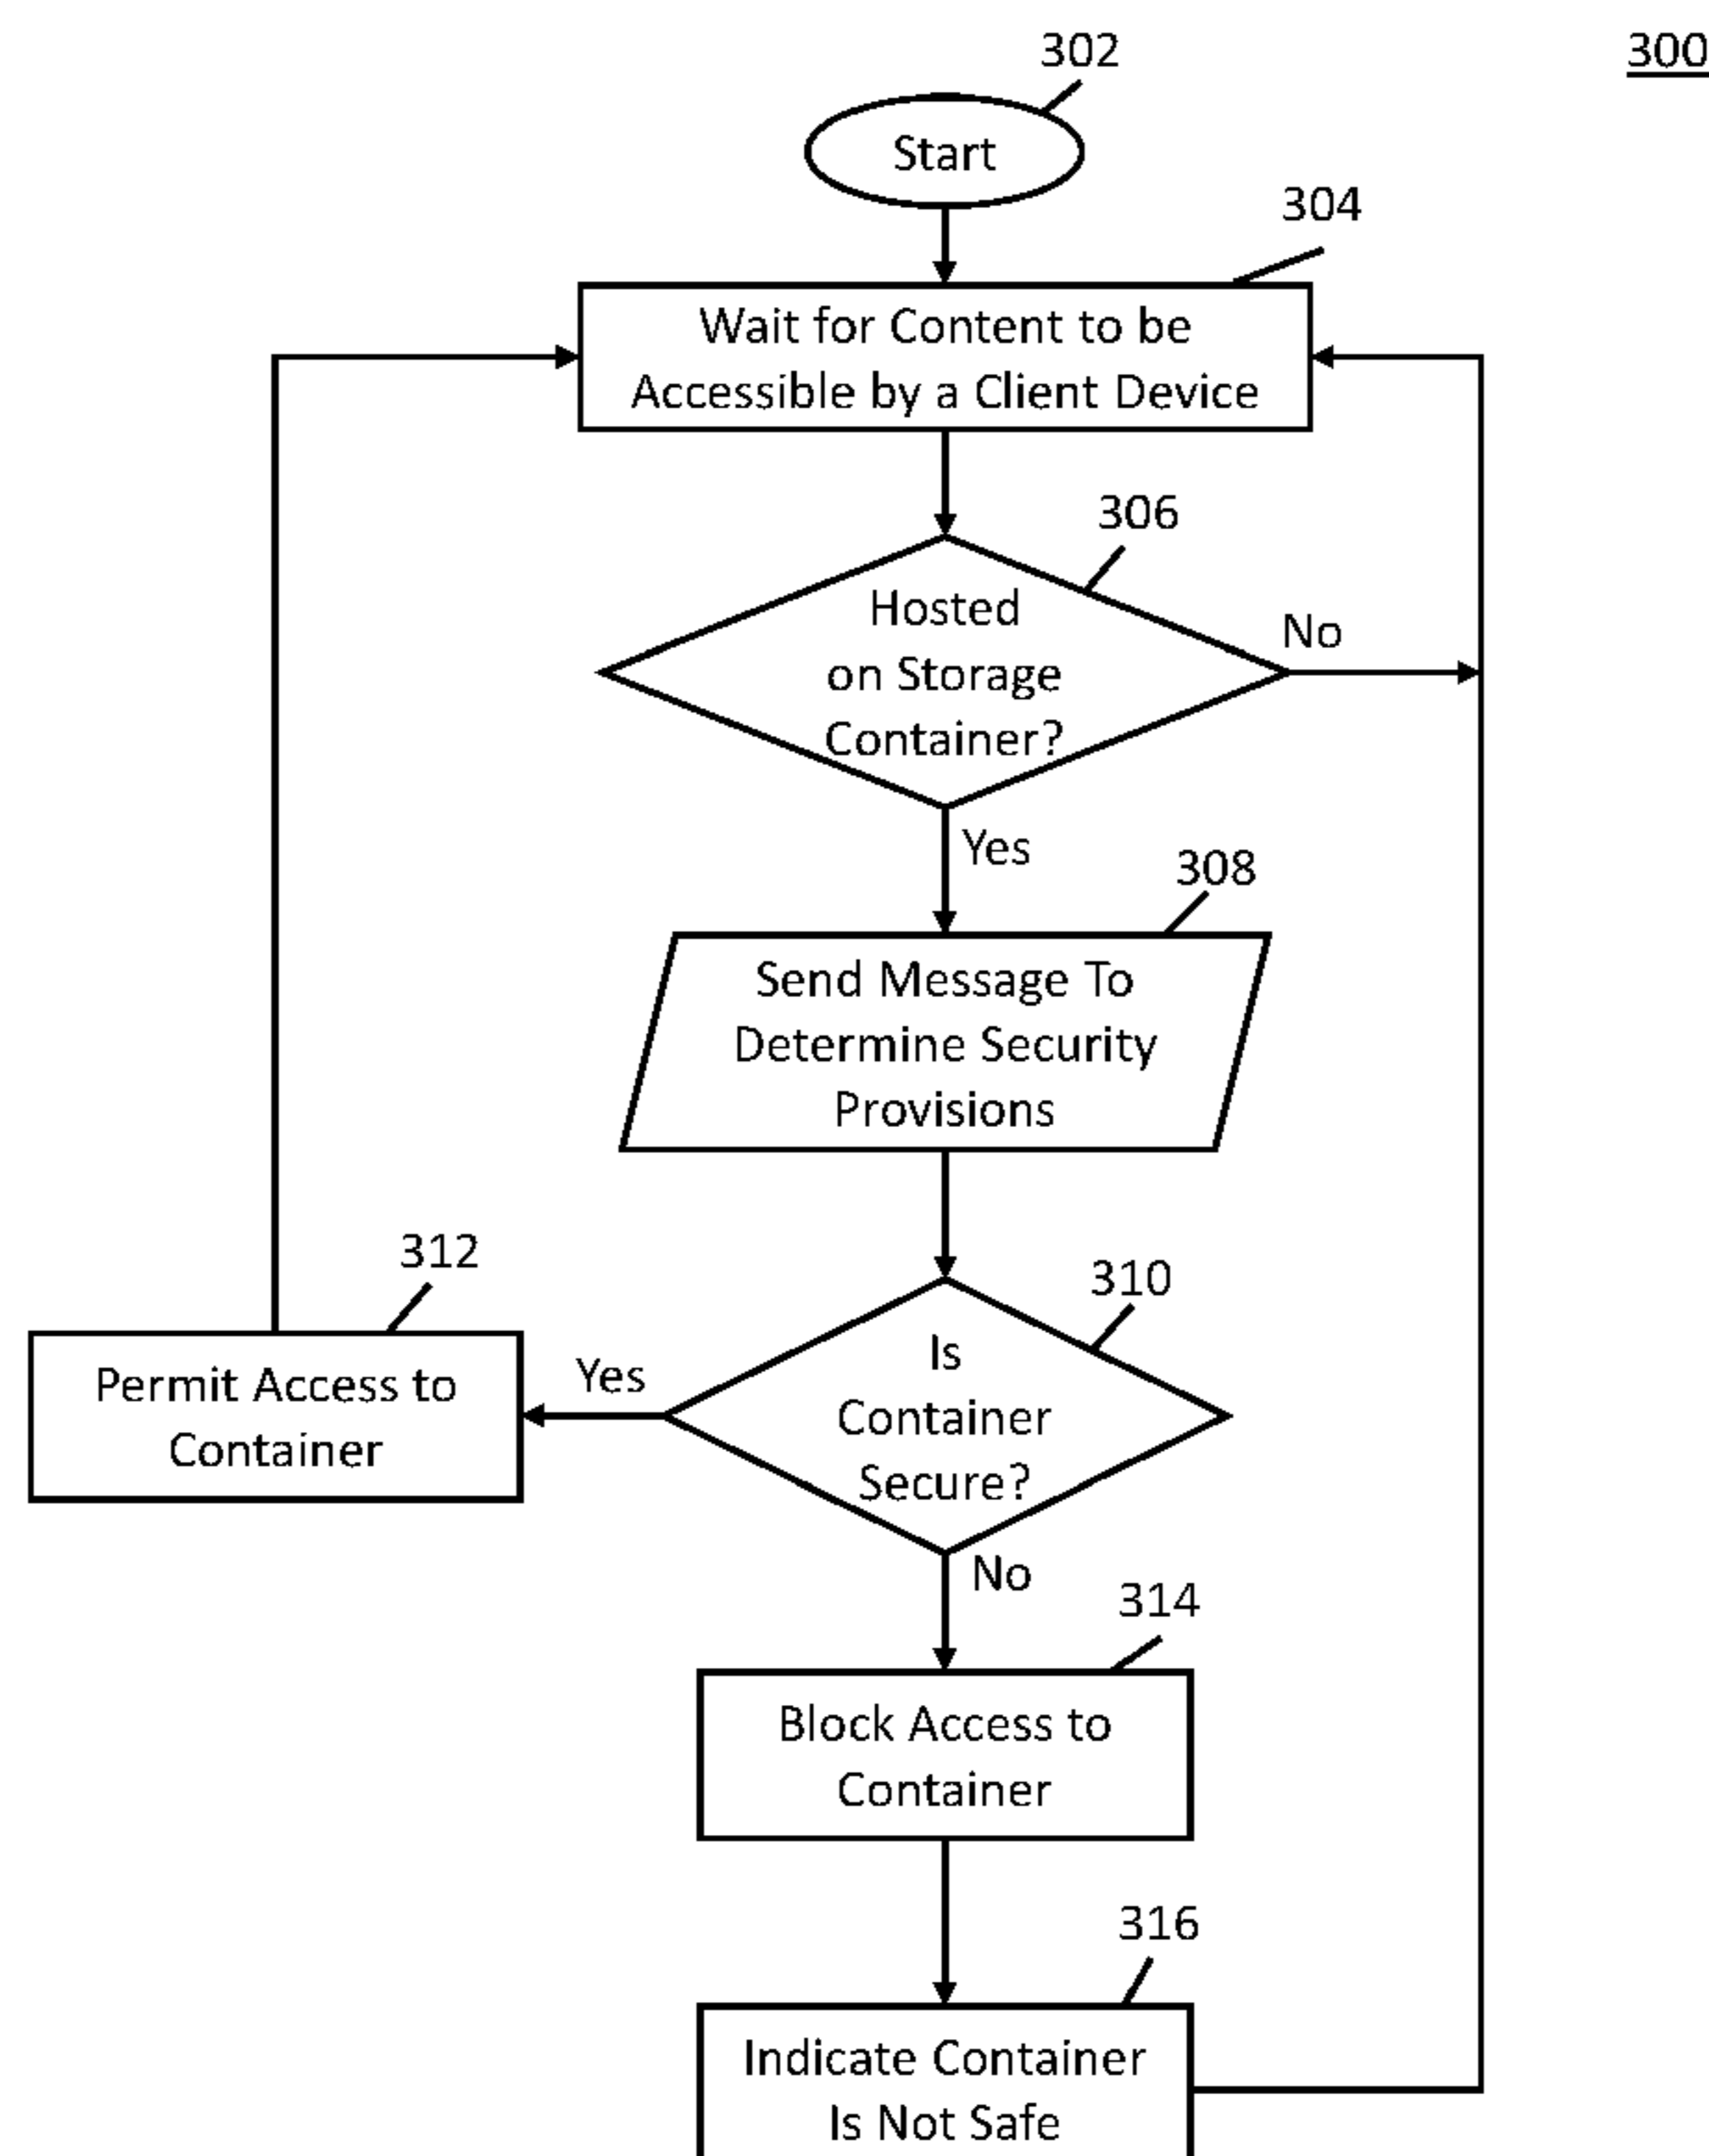 302
300
Start
304
Wait for Content to be
Accessible by a Client Device
306
Hosted
on Storage
Container?
No
Yes
308
Send Message To
Determine Security
Provisions
312
310
Permit Access to
Container
Yes
Is
Container
Secure?
No
314
Block Access to
Container
316
Indicate Container
Is Not Safe